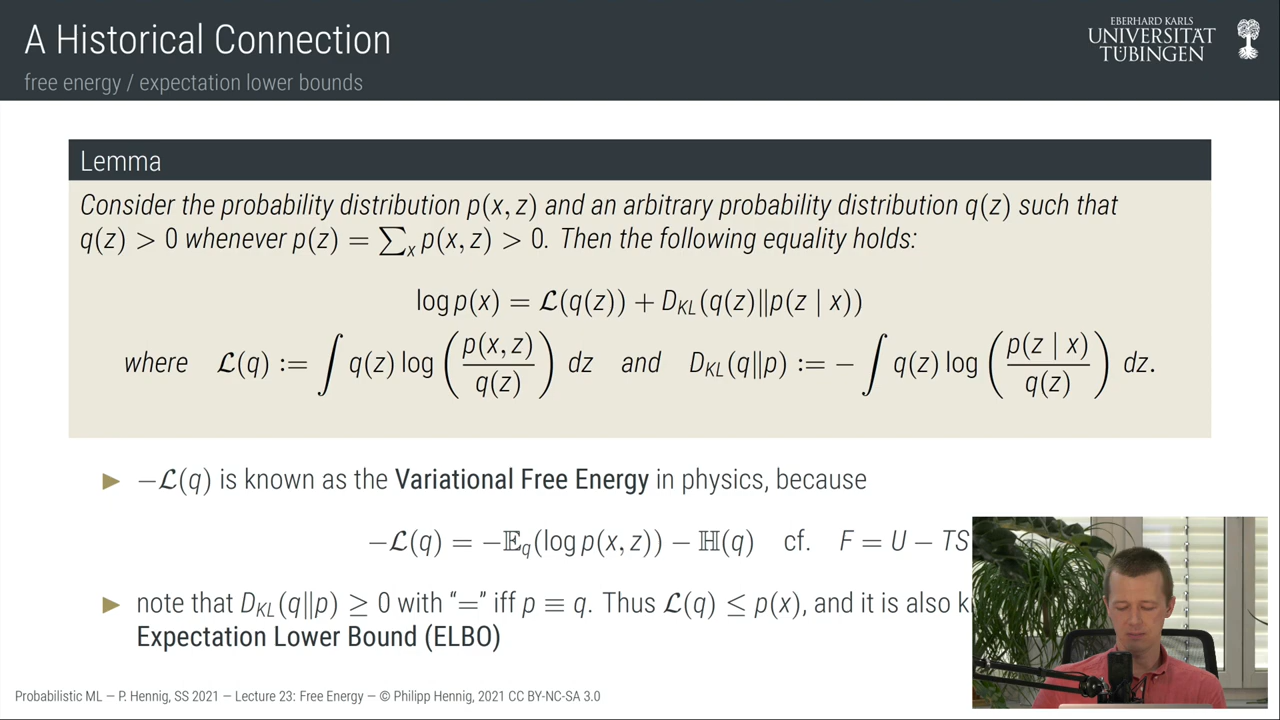 A Historical Connection
free energy / expectation lower bounds
EBERHARD KARLS
UNIVERSITÄT
TÜBINGEN
Lemma
Consider the probability distribution p(x, z) and an arbitrary probability distribution q(z) such that
q(z) > 0 whenever p(z) = ∑ₓ p(x, z) > 0. Then the following equality holds:
log p(x) = ℒ(q(z)) + D_KL(q(z)‖p(z | x))
where ℒ(q) := ∫ q(z) log (p(x, z) / q(z)) dz and D_KL(q‖p) := − ∫ q(z) log (p(z | x) / q(z)) dz.
▶ −ℒ(q) is known as the Variational Free Energy in physics, because
−ℒ(q) = −𝔼_q(log p(x, z)) − ℍ(q) cf. F = U − TS
▶ note that D_KL(q‖p) ≥ 0 with “=” iff p ≡ q. Thus ℒ(q) ≤ p(x), and it is also
Expectation Lower Bound (ELBO)
Probabilistic ML — P. Hennig, SS 2021 — Lecture 23: Free Energy — © Philipp Hennig, 2021 CC BY-NC-SA 3.0